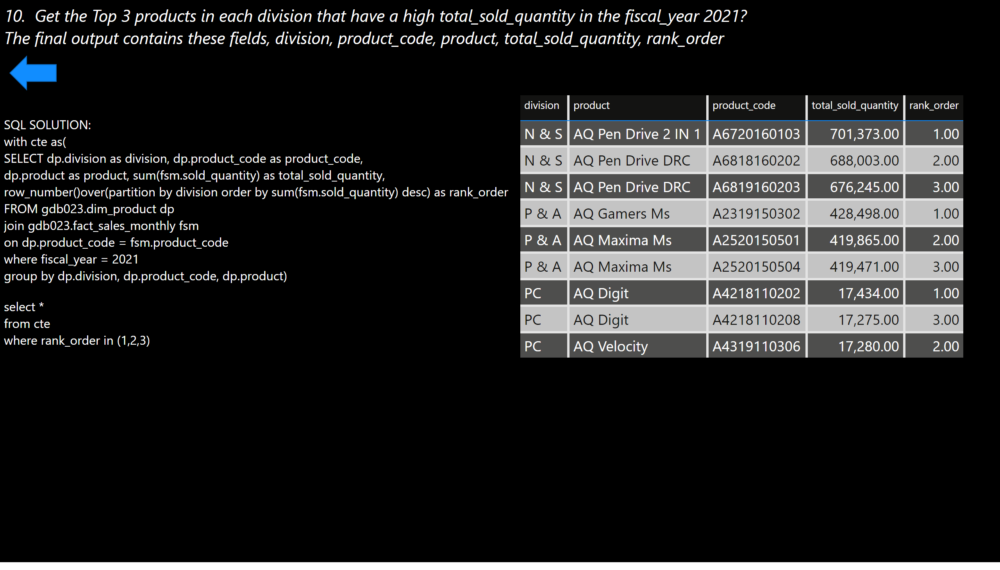 10.  Get the Top 3 products in each division that have a high total_sold_quantity in the fiscal_year 2021?
The final output contains these fields, division, product_code, product, total_sold_quantity, rank_order
SQL SOLUTION:
with cte as(
SELECT dp.division as division, dp.product_code as product_code,
dp.product as product, sum(fsm.sold_quantity) as total_sold_quantity,
row_number()over(partition by division order by sum(fsm.sold_quantity) desc) as rank_order
FROM gdb023.dim_product dp
join gdb023.fact_sales_monthly fsm
on dp.product_code = fsm.product_code
where fiscal_year = 2021
group by dp.division, dp.product_code, dp.product)
select *
from cte
where rank_order in (1,2,3)
division product product_code total_sold_quantity rank_order
N & S AQ Pen Drive 2 IN 1 A6720160103 701,373.00 1.00
N & S AQ Pen Drive DRC A6818160202 688,003.00 2.00
N & S AQ Pen Drive DRC A6819160203 676,245.00 3.00
P & A AQ Gamers Ms A2319150302 428,498.00 1.00
P & A AQ Maxima Ms A2520150501 419,865.00 2.00
P & A AQ Maxima Ms A2520150504 419,471.00 3.00
PC AQ Digit A4218110202 17,434.00 1.00
PC AQ Digit A4218110208 17,275.00 3.00
PC AQ Velocity A4319110306 17,280.00 2.00